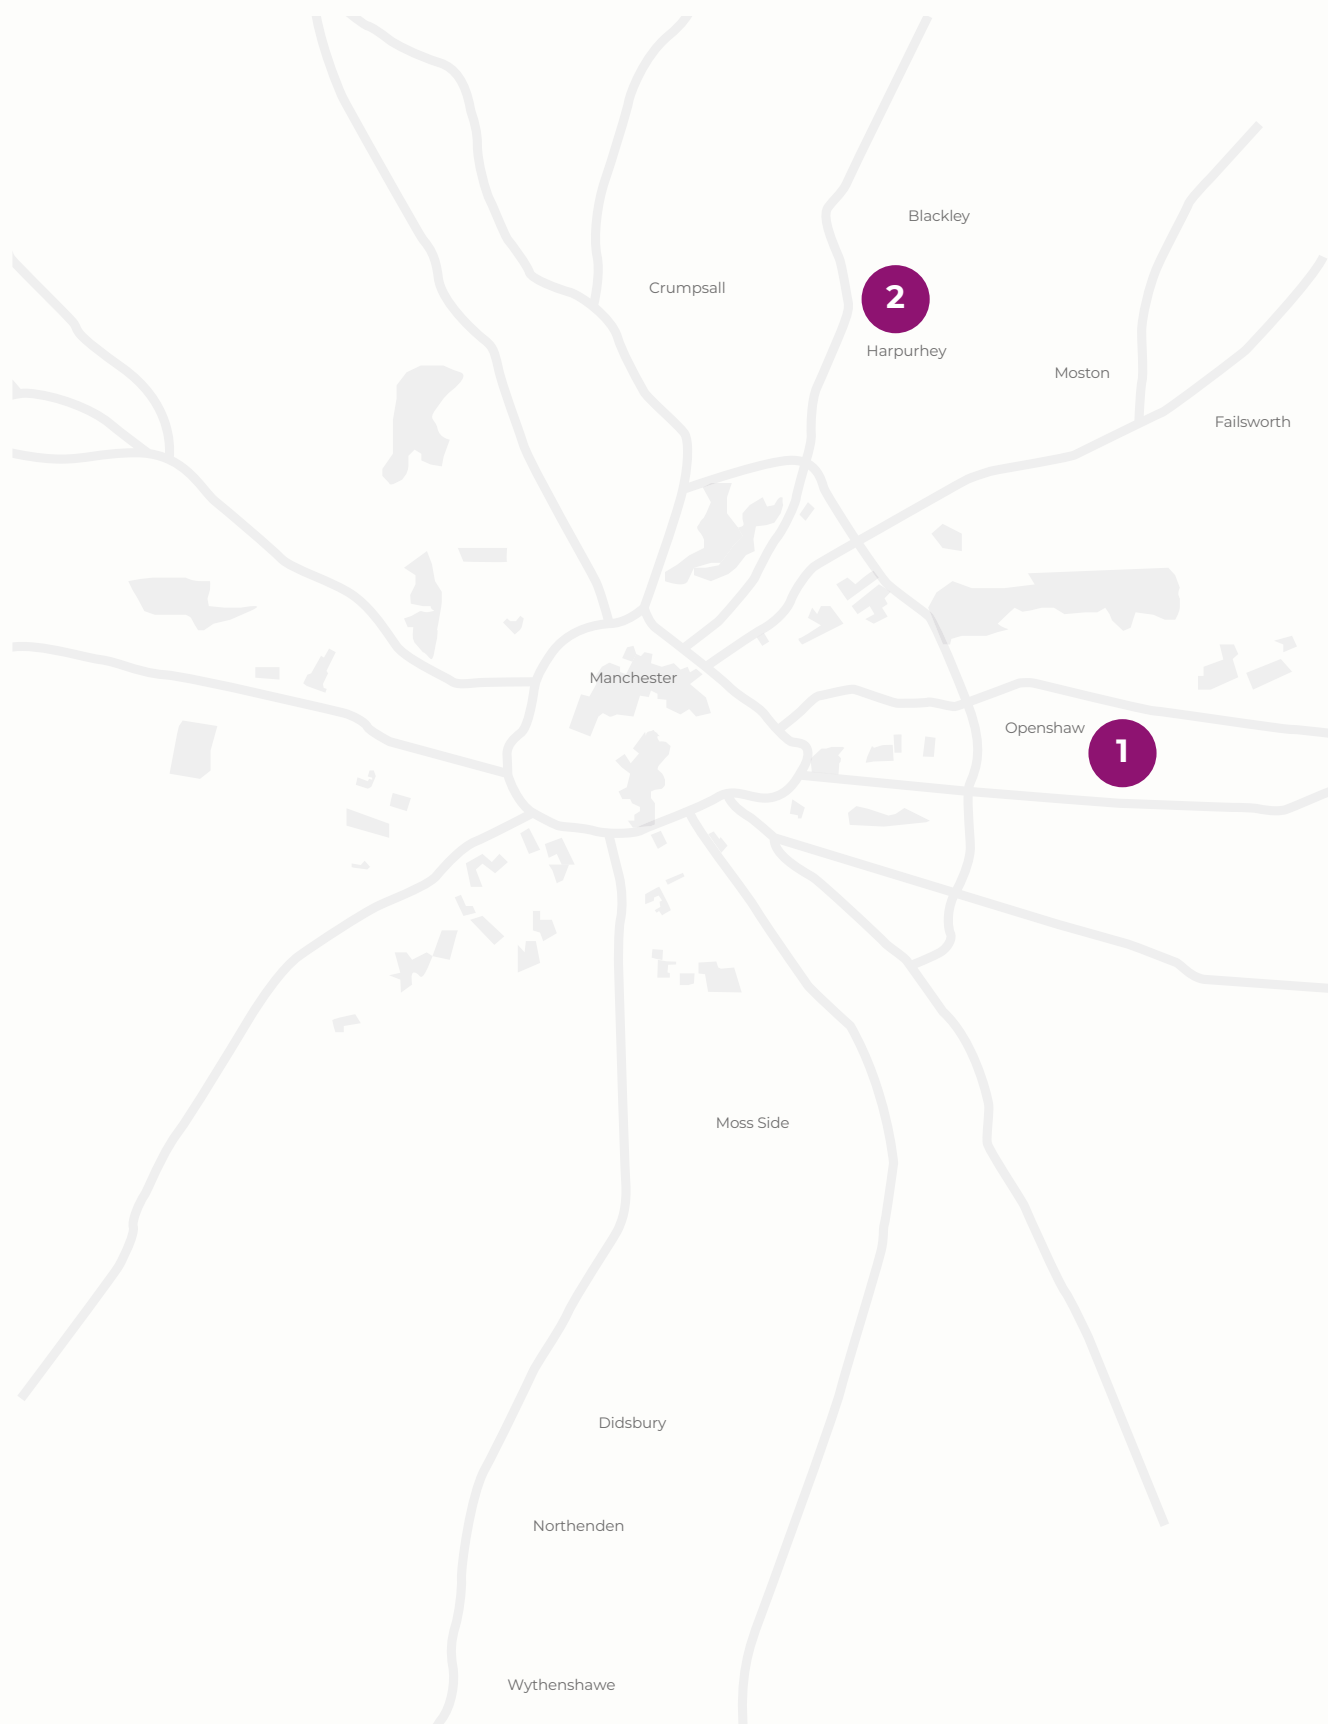 Blackley
Crumpsall
2
Harpurhey
Moston
Failsworth
Manchester
Openshaw
1
Moss Side
Didsbury
Northenden
Wythenshawe